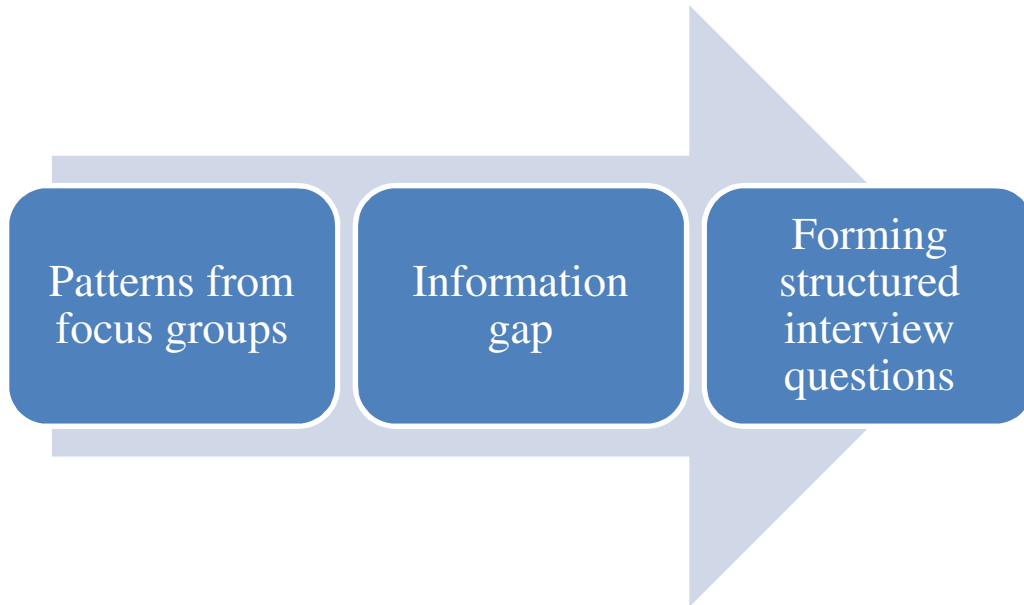 Patterns from
focus groups
Information
gap
Forming
structured
interview
questions